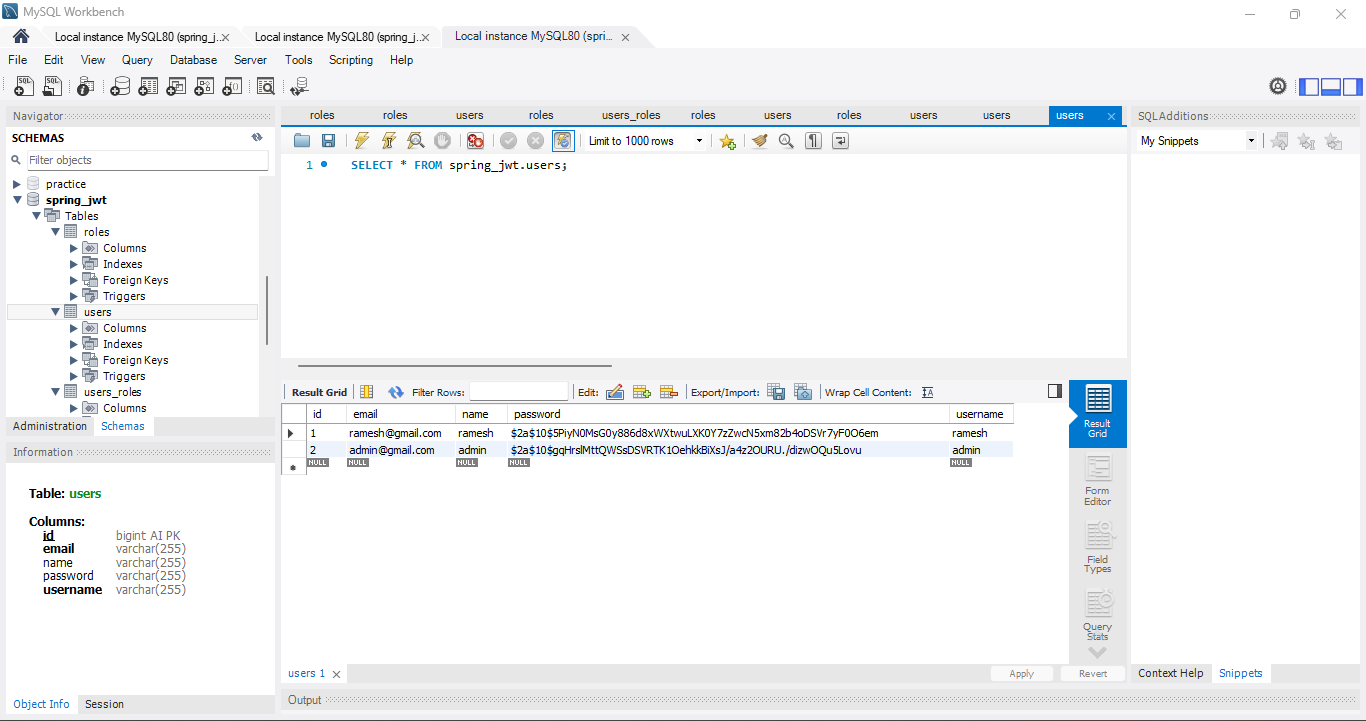 MySQL Workbench
Local instance MySQL80 (spring_j.. Local instance MySQL80 (spring_j.. Local instance MySQL80 (spri...
File Edit View Query Database Server Tools Scripting Help
Navigator
SCHEMAS
Filter objects
practice
spring_jwt
Tables
roles
Columns
Indexes
Foreign Keys
Triggers
users
Columns
Indexes
Foreign Keys
Triggers
users_roles
Columns
Administration Schemas
Information
Table: users
Columns:
id bigint AI PK
email varchar(255)
name varchar(255)
password varchar(255)
username varchar(255)
Object Info Session
roles roles users roles users_roles roles users roles users users users
Limit to 1000 rows
1 SELECT * FROM spring_jwt.users;
Result Grid Filter Rows: Edit: Export/Import: Wrap Cell Content:
id email name password username
1 ramesh@gmail.com ramesh $2a$10$5PiyN0MsG0y886d8xWXtwuLXK0Y7zZwcN5xm82b4oDSVr7yF0O6em ramesh
2 admin@gmail.com admin $2a$10$gqHrslMttQWSsDSVRTK1OehkkBiXsJ/a4z2OURU./dizwOQu5Lovu admin
NULL NULL NULL NULL NULL
Result
Grid
Form
Editor
Field
Types
Query
Stats
users 1 Apply Revert
Output
SQLAdditions
My Snippets
Context Help Snippets